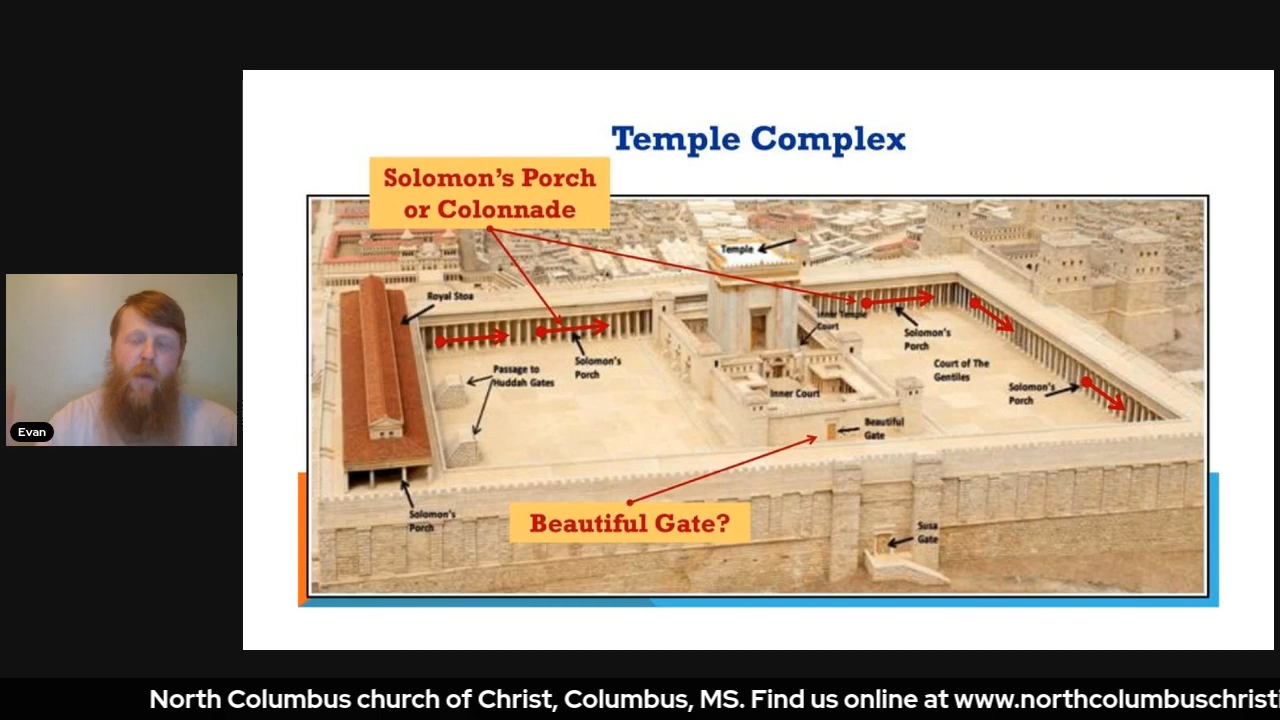 Temple Complex
Solomon's Porch
or Colonnade
Temple
Royal Stoa
Inner Temple
Court
Solomon's
Porch
Solomon's
Porch
Passage to
Huddah Gates
Court of The
Gentiles
Inner Court
Solomon's
Porch
Beautiful
Gate
Solomon's
Porch
Beautiful Gate?
Susa
Gate
Evan
North Columbus church of Christ, Columbus, MS. Find us online at www.northcolumbuschristi